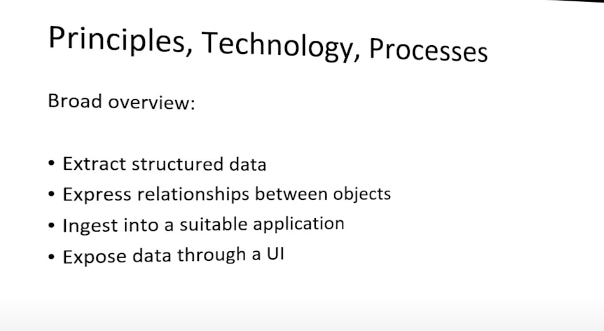 Principles, Technology, Processes
Broad overview:
• Extract structured data
• Express relationships between objects
• Ingest into a suitable application
• Expose data through a UI